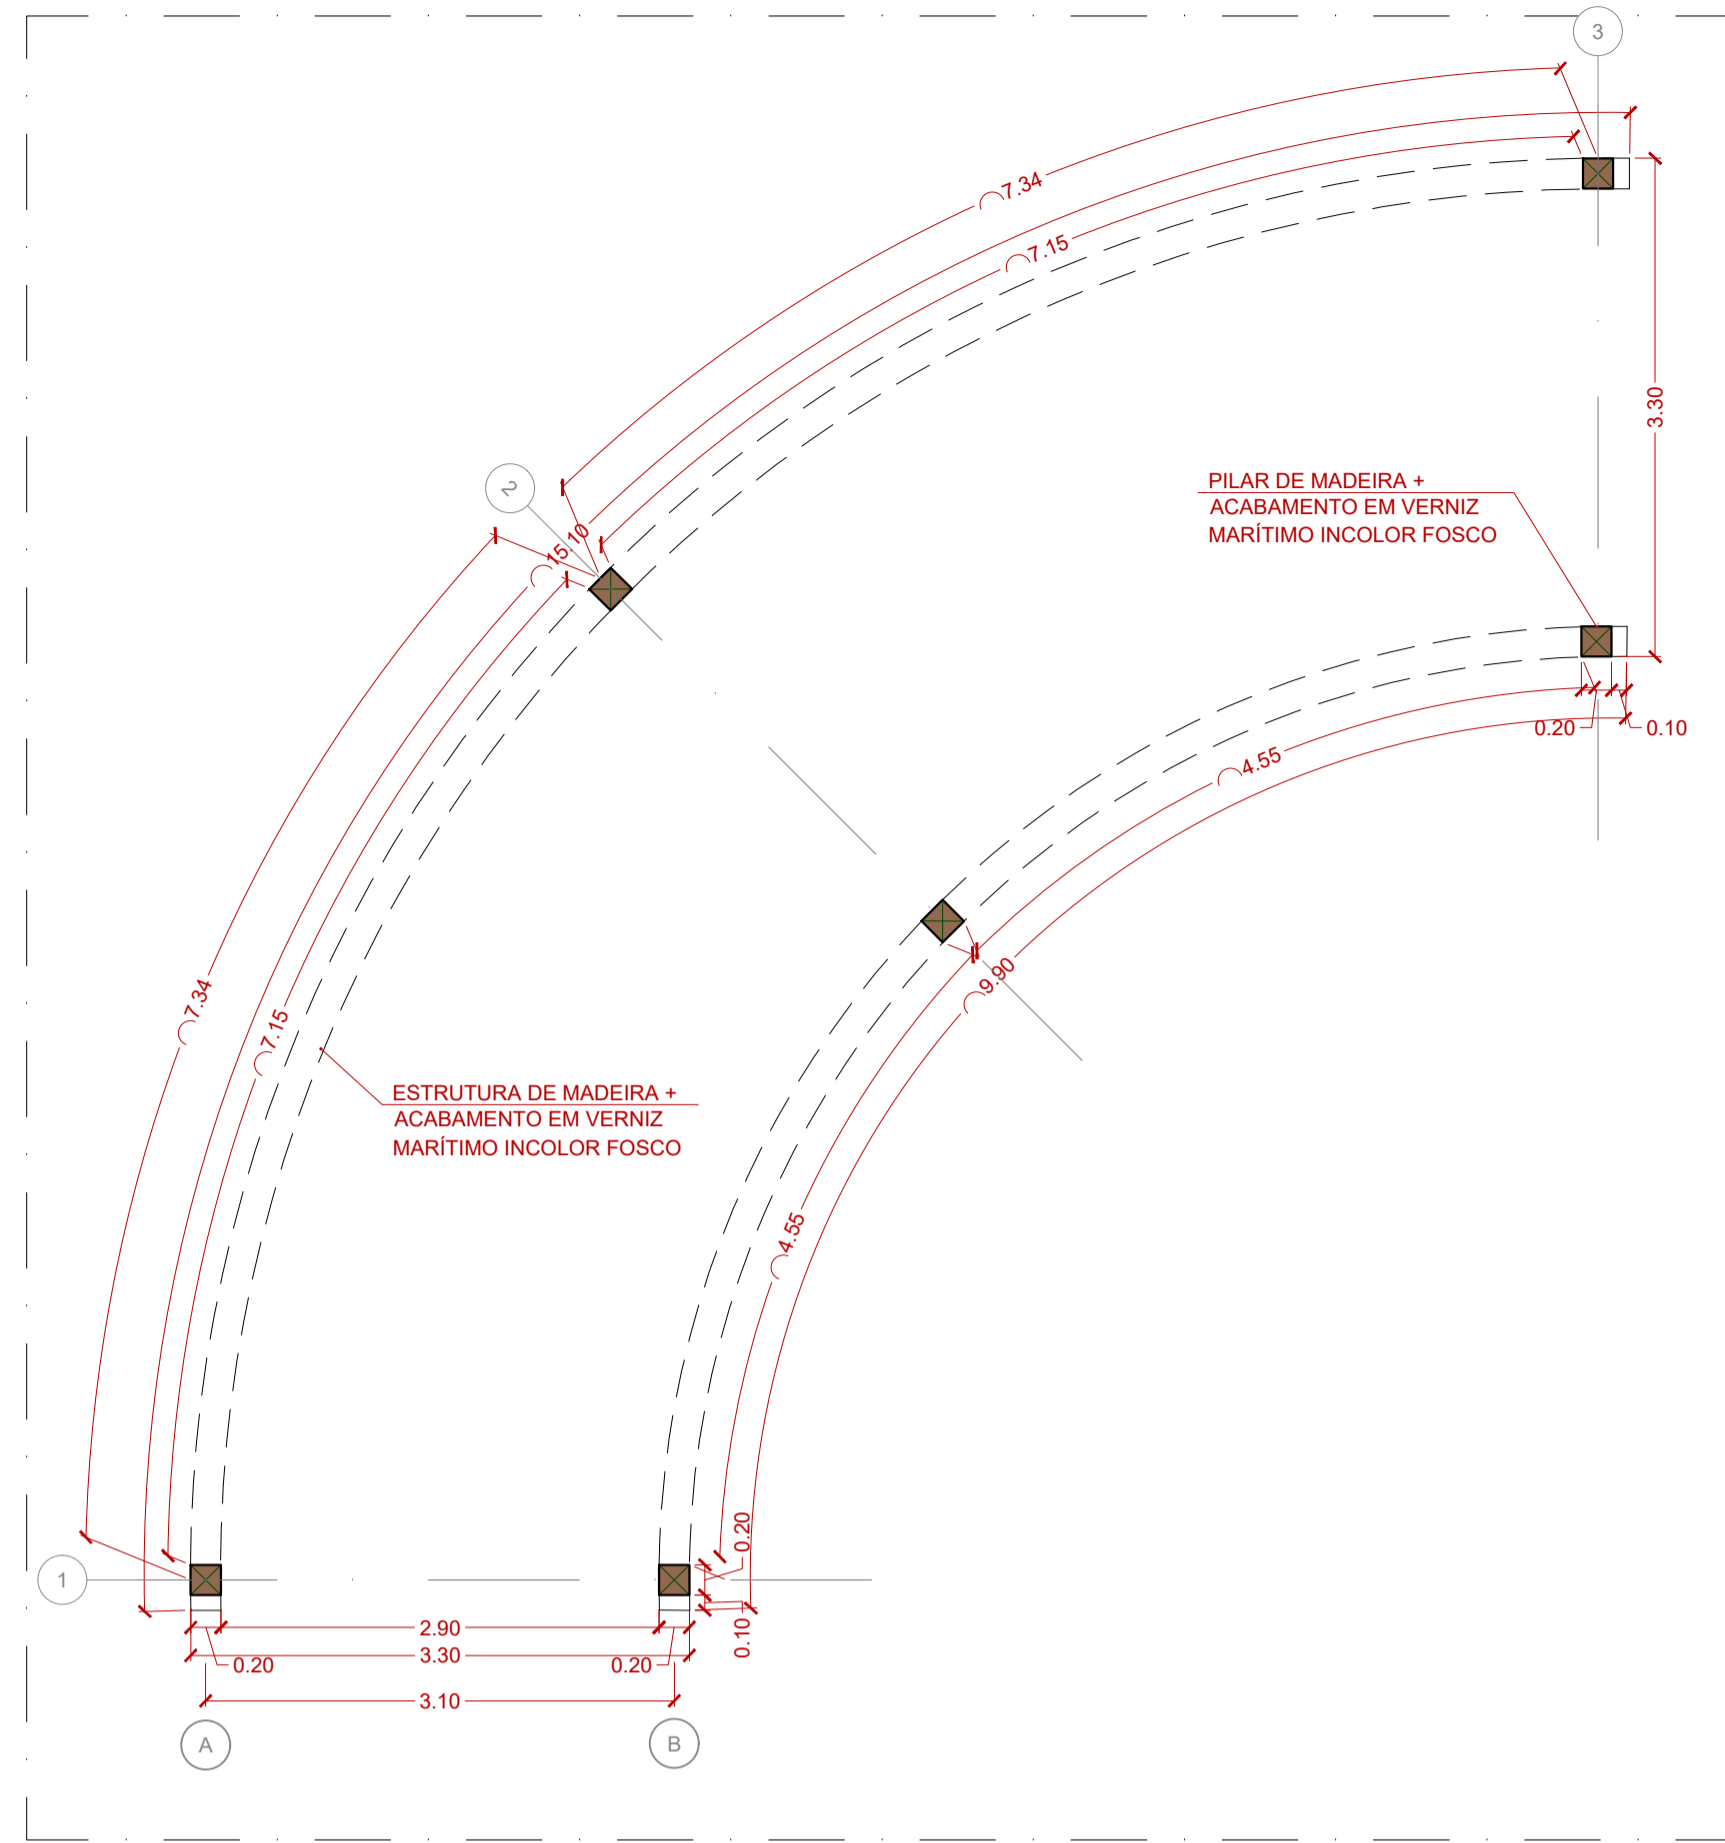 3
7.34
7.15
3.30
2
15.10
PILAR DE MADEIRA +
ACABAMENTO EM VERNIZ
MARÍTIMO INCOLOR FOSCO
0.20
0.10
4.55
9.90
7.34
7.15
ESTRUTURA DE MADEIRA +
ACABAMENTO EM VERNIZ
MARÍTIMO INCOLOR FOSCO
4.55
0.20
1
0.10
2.90
3.30
0.20
0.20
3.10
A
B